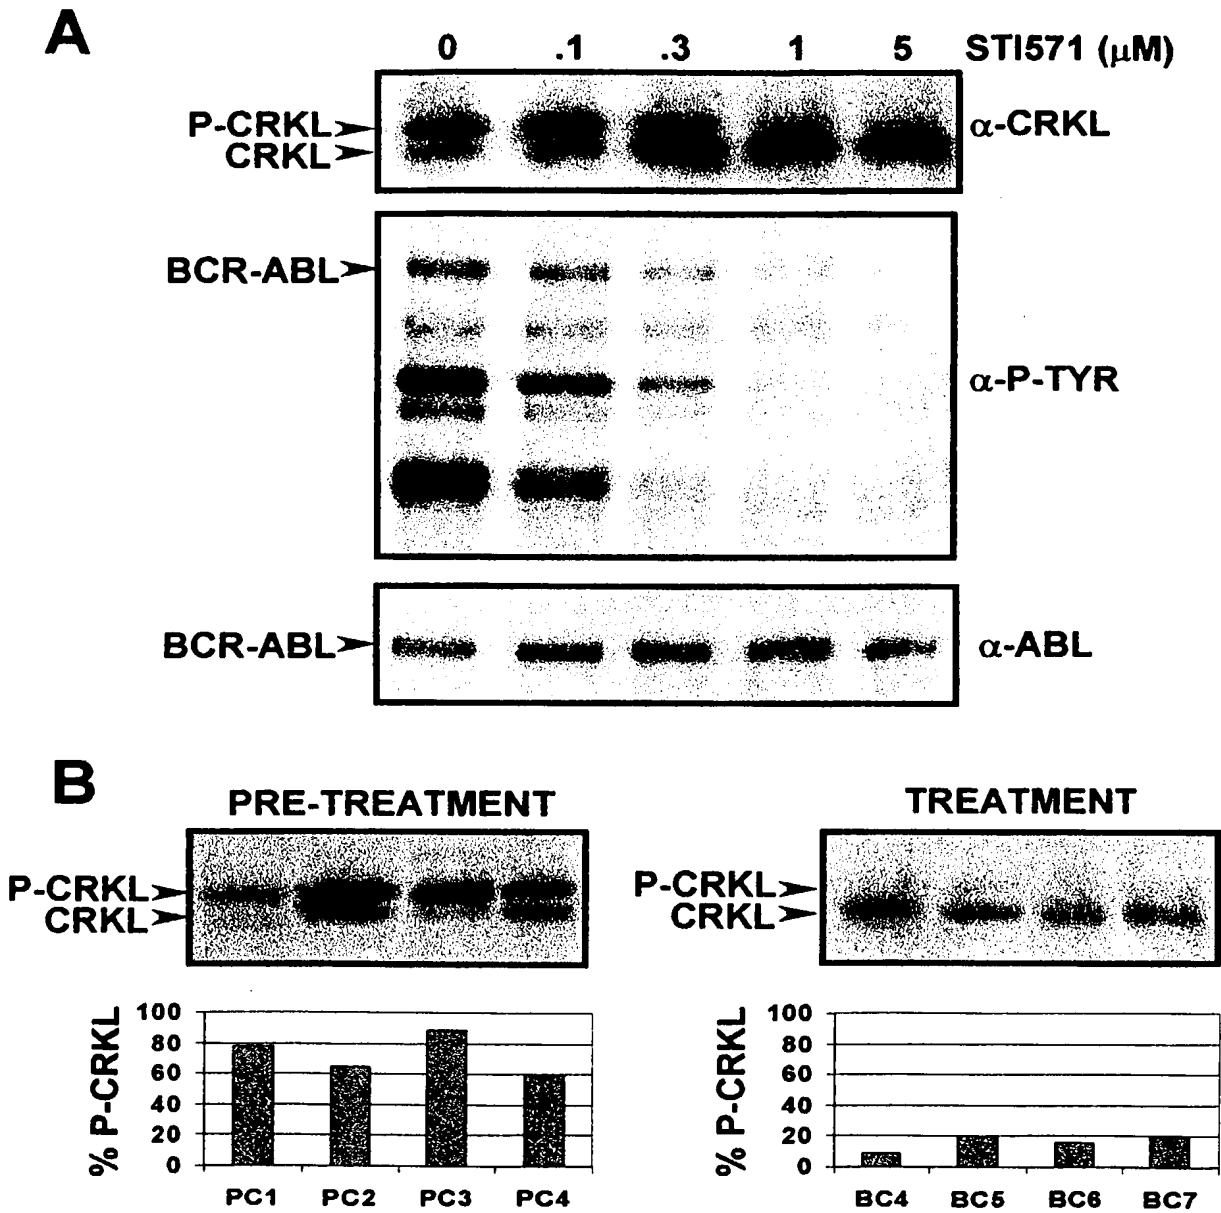 A
0 .1 .3 1 5 STI571 (μM)
P-CRKL
CRKL
α-CRKL
BCR-ABL
α-P-TYR
BCR-ABL
α-ABL
B
PRE-TREATMENT
P-CRKL
CRKL
% P-CRKL
100
80
60
40
20
0
PC1 PC2 PC3 PC4
TREATMENT
P-CRKL
CRKL
% P-CRKL
100
80
60
40
20
0
BC4 BC5 BC6 BC7